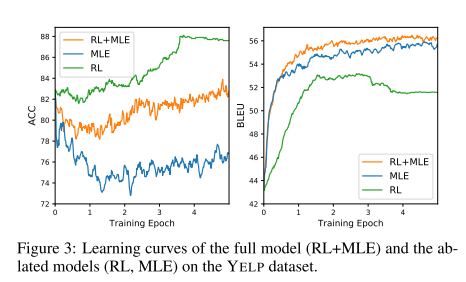 88
86
84
82
80
78
76
74
72
ACC
RL+MLE
MLE
RL
0 1 2 3 4
Training Epoch
56
54
52
50
48
46
44
42
BLEU
RL+MLE
MLE
RL
0 1 2 3 4
Training Epoch
Figure 3: Learning curves of the full model (RL+MLE) and the ab-
lated models (RL, MLE) on the YELP dataset.